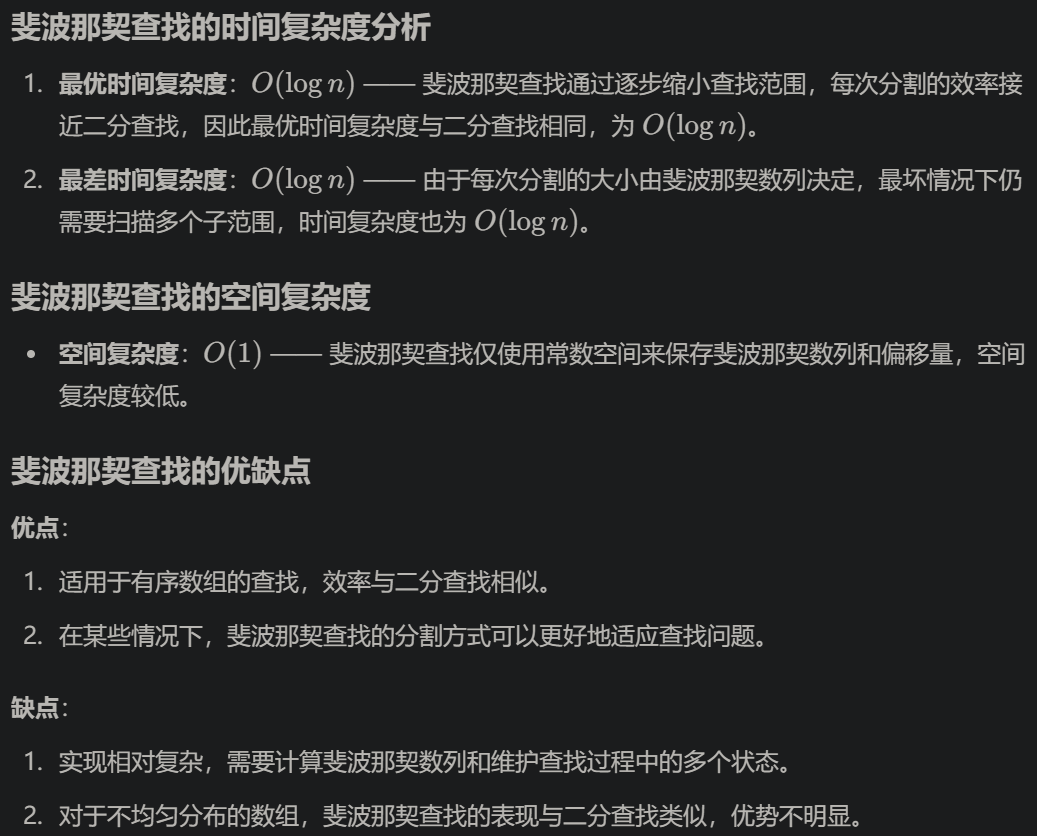 斐波那契查找的时间复杂度分析
1. 最优时间复杂度：O(log n) —— 斐波那契查找通过逐步缩小查找范围，每次分割的效率接
近二分查找，因此最优时间复杂度与二分查找相同，为 O(log n)。
2. 最差时间复杂度：O(log n) —— 由于每次分割的大小由斐波那契数列决定，最坏情况下仍
需要扫描多个子范围，时间复杂度也为 O(log n)。
斐波那契查找的空间复杂度
• 空间复杂度：O(1) —— 斐波那契查找仅使用常数空间来保存斐波那契数列和偏移量，空间
复杂度较低。
斐波那契查找的优缺点
优点：
1. 适用于有序数组的查找，效率与二分查找相似。
2. 在某些情况下，斐波那契查找的分割方式可以更好地适应查找问题。
缺点：
1. 实现相对复杂，需要计算斐波那契数列和维护查找过程中的多个状态。
2. 对于不均匀分布的数组，斐波那契查找的表现与二分查找类似，优势不明显。